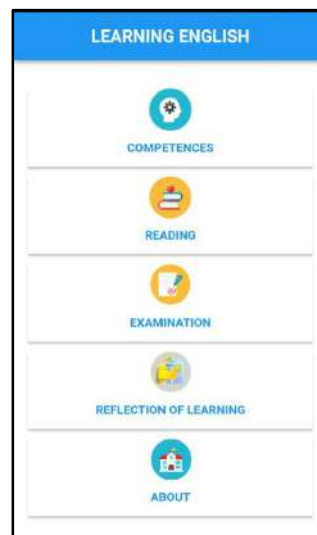 LEARNING ENGLISH
COMPETENCES
READING
EXAMINATION
REFLECTION OF LEARNING
ABOUT